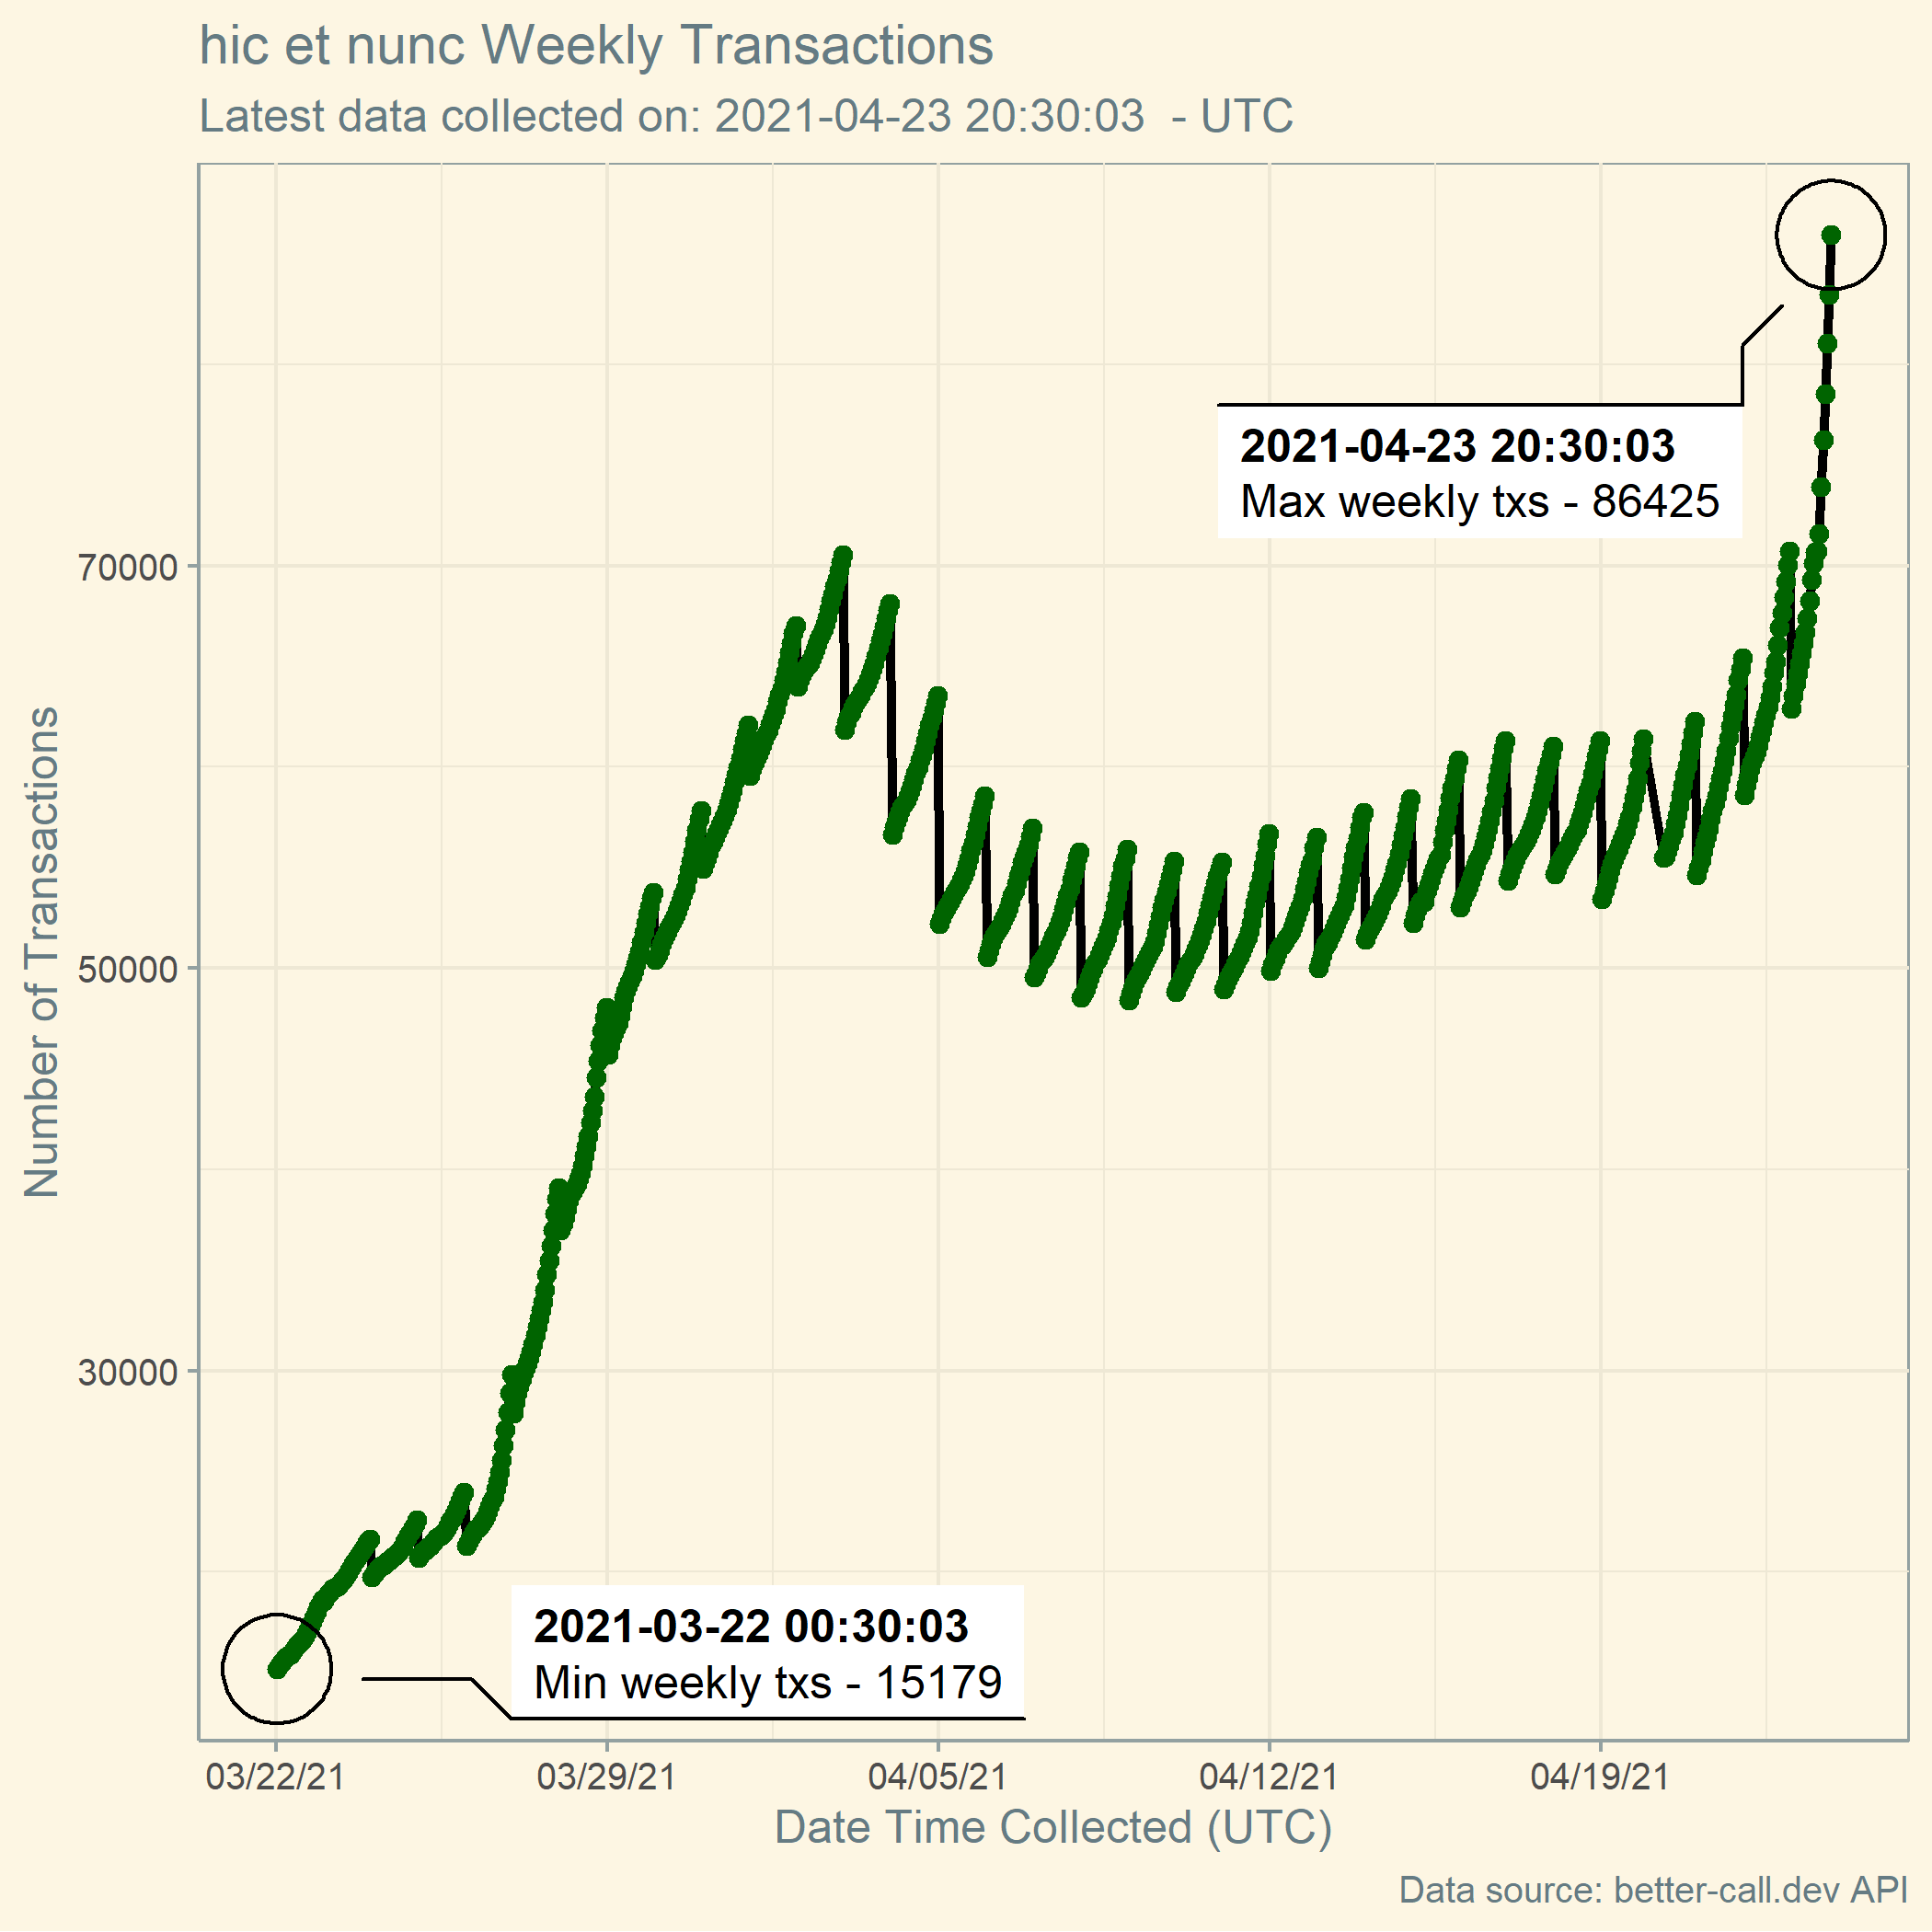 hic et nunc Weekly Transactions
Latest data collected on: 2021-04-23 20:30:03  - UTC
2021-04-23 20:30:03
Max weekly txs - 86425
70000
50000
30000
Number of Transactions
2021-03-22 00:30:03
Min weekly txs - 15179
03/22/21 03/29/21 04/05/21 04/12/21 04/19/21
Date Time Collected (UTC)
Data source: better-call.dev API